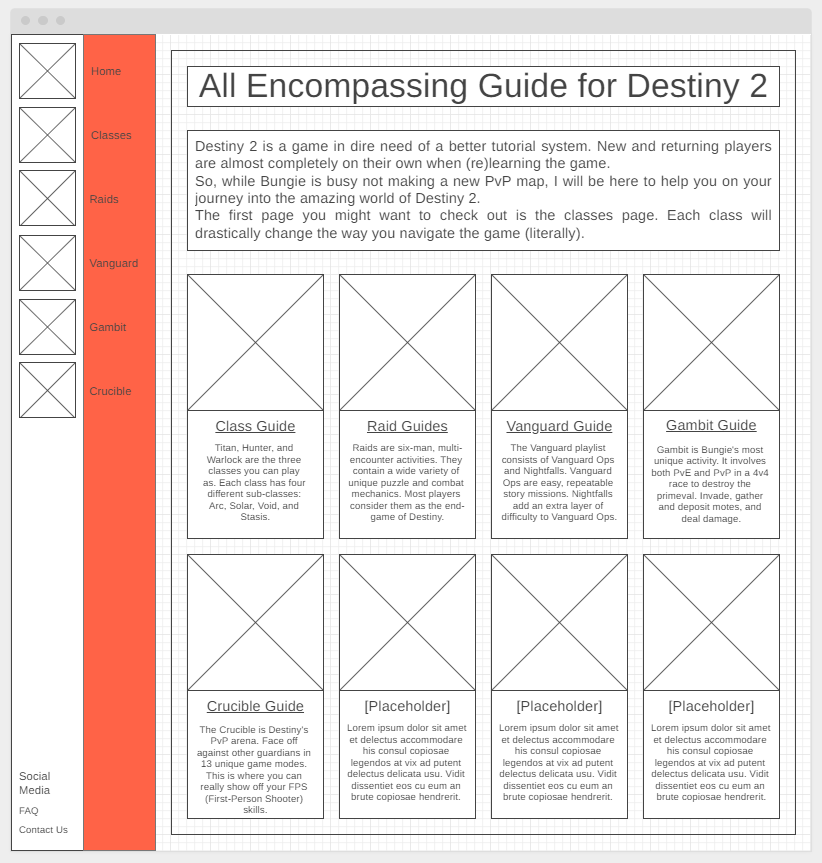 Home
Classes
Raids
Vanguard
Gambit
Crucible
Social
Media
FAQ
Contact Us
All Encompassing Guide for Destiny 2
Destiny 2 is a game in dire need of a better tutorial system. New and returning players
are almost completely on their own when (re)learning the game.
So, while Bungie is busy not making a new PvP map, I will be here to help you on your
journey into the amazing world of Destiny 2.
The first page you might want to check out is the classes page. Each class will
drastically change the way you navigate the game (literally).
Class Guide
Titan, Hunter, and
Warlock are the three
classes you can play
as. Each class has four
different sub-classes:
Arc, Solar, Void, and
Stasis.
Raid Guides
Raids are six-man, multi-
encounter activities. They
contain a wide variety of
unique puzzle and combat
mechanics. Most players
consider them as the end-
game of Destiny.
Vanguard Guide
The Vanguard playlist
consists of Vanguard Ops
and Nightfalls. Vanguard
Ops are easy, repeatable
story missions. Nightfalls
add an extra layer of
difficulty to Vanguard Ops.
Gambit Guide
Gambit is Bungie's most
unique activity. It involves
both PvE and PvP in a 4v4
race to destroy the
primeval. Invade, gather
and deposit motes, and
deal damage.
Crucible Guide
The Crucible is Destiny's
PvP arena. Face off
against other guardians in
13 unique game modes.
This is where you can
really show off your FPS
(First-Person Shooter)
skills.
[Placeholder]
Lorem ipsum dolor sit amet
et delectus accommodare
his consul copiosae
legendos at vix ad putent
delectus delicata usu. Vidit
dissentiet eos cu eum an
brute copiosae hendrerit.
[Placeholder]
Lorem ipsum dolor sit amet
et delectus accommodare
his consul copiosae
legendos at vix ad putent
delectus delicata usu. Vidit
dissentiet eos cu eum an
brute copiosae hendrerit.
[Placeholder]
Lorem ipsum dolor sit amet
et delectus accommodare
his consul copiosae
legendos at vix ad putent
delectus delicata usu. Vidit
dissentiet eos cu eum an
brute copiosae hendrerit.